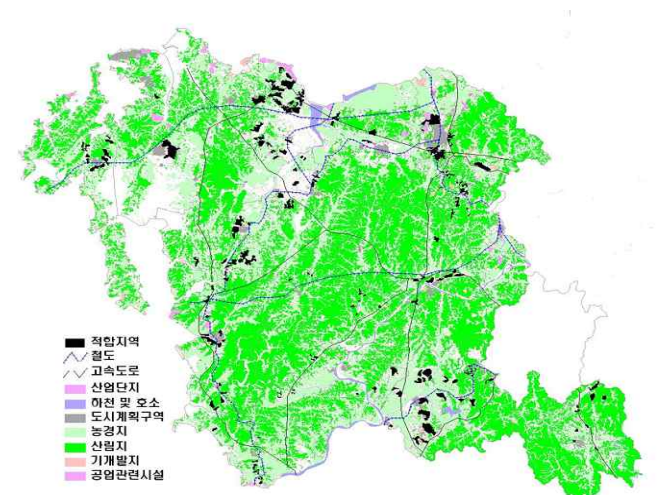 적합지역
철도
고속도로
산업단지
하천 및 호소
도시계획구역
농경지
산림지
기개발지
공업관련시설